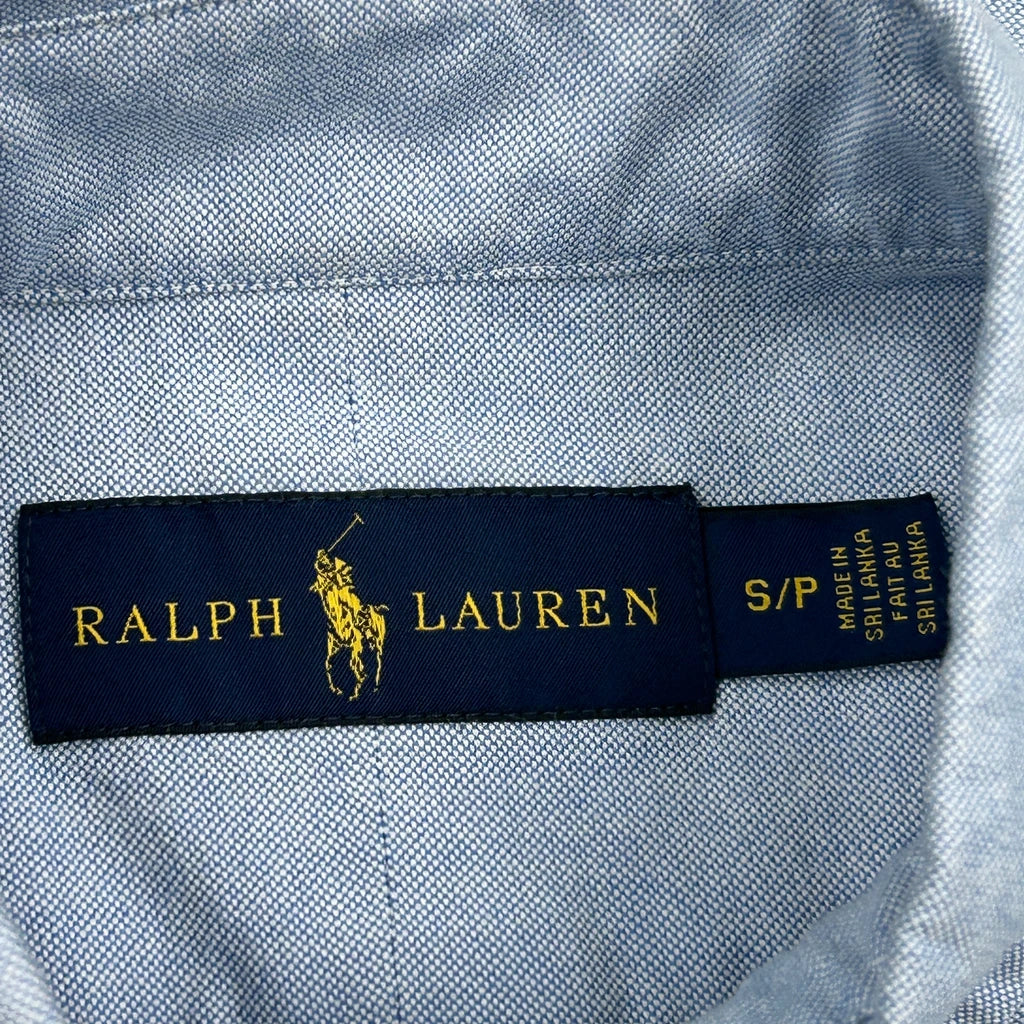 RALPH LAUREN
S/P
MADE IN
SRI LANKA
FAIT AU
SRI LANKA